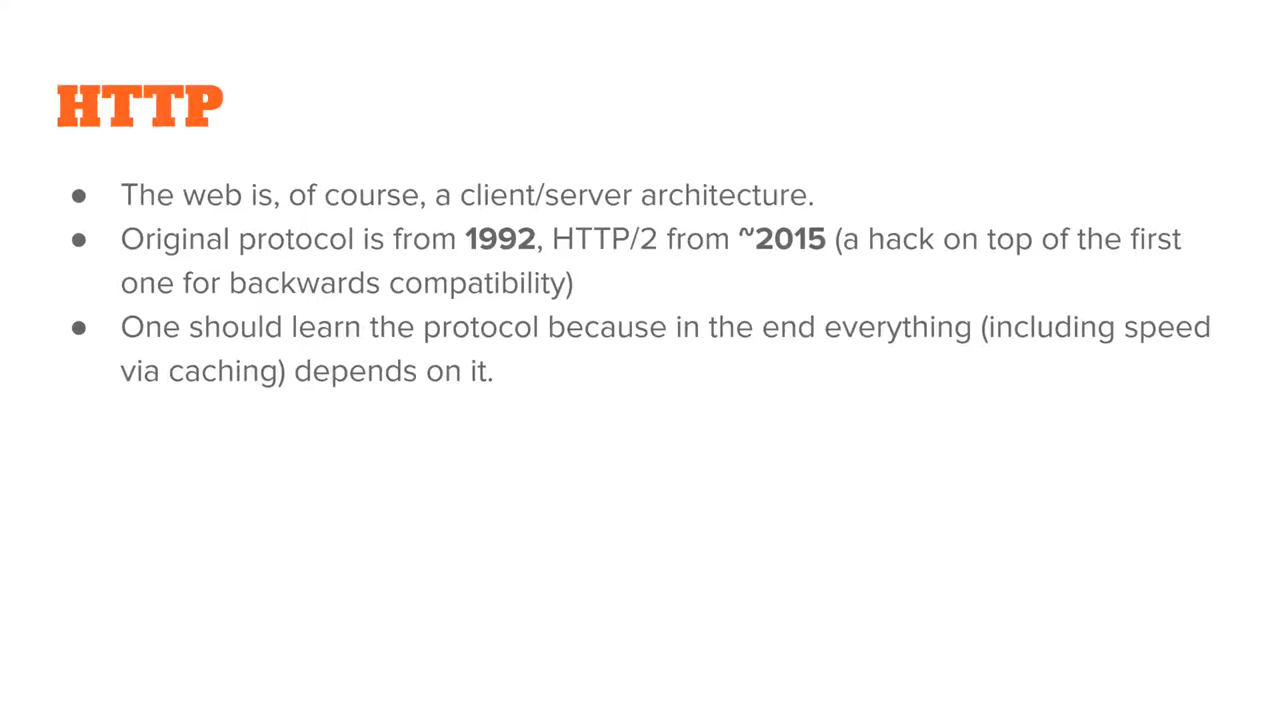 HTTP
● The web is, of course, a client/server architecture.
● Original protocol is from 1992, HTTP/2 from ~2015 (a hack on top of the first
one for backwards compatibility)
● One should learn the protocol because in the end everything (including speed
via caching) depends on it.